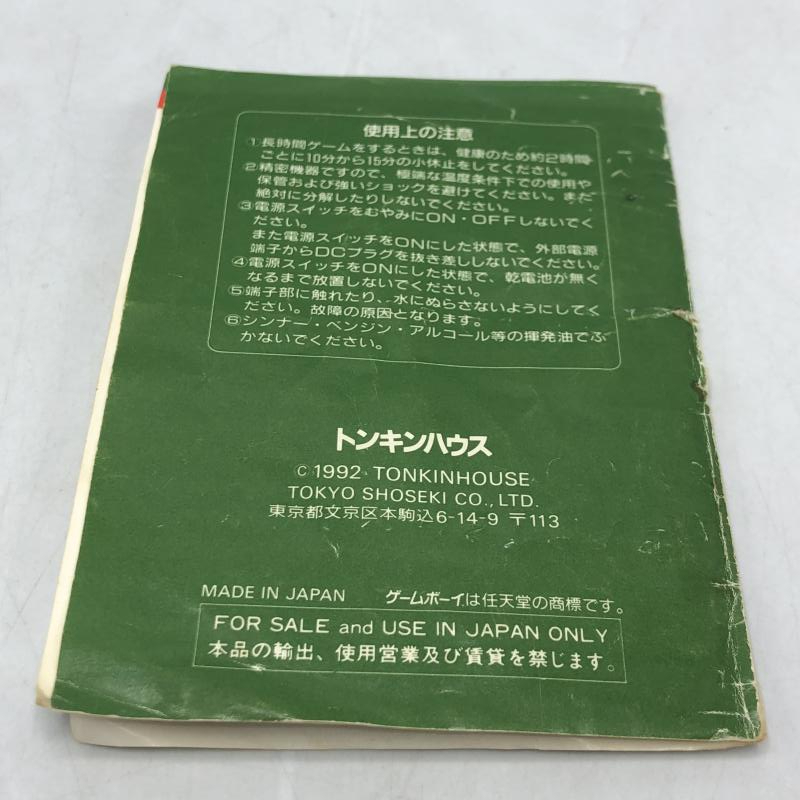 使用上の注意
①長時間ゲームをするときは、健康のため約2時間
ごとに10分から15分の小休止をしてください。
②精密機器ですので、極端な温度条件下での使用や
保管および強いショックを避けてください。また
絶対に分解したりしないでください。
③電源スイッチをむやみにON・OFFしないでく
ださい。
また電源スイッチをONにした状態で、外部電源
端子からDCプラグを抜き差ししないでください。
④電源スイッチをONにした状態で、乾電池が無く
なるまで放置しないでください。
⑤端子部に触れたり、水にぬらさないようにしてく
ださい。故障の原因となります。
⑥シンナー・ベンジン・アルコール等の揮発油でふ
かないでください。
トンキンハウス
© 1992 TONKINHOUSE
TOKYO SHOSEKI CO., LTD.
東京都文京区本駒込6-14-9 〒113
MADE IN JAPAN ゲームボーイは任天堂の商標です。
FOR SALE and USE IN JAPAN ONLY
本品の輸出、使用営業及び賃貸を禁じます。